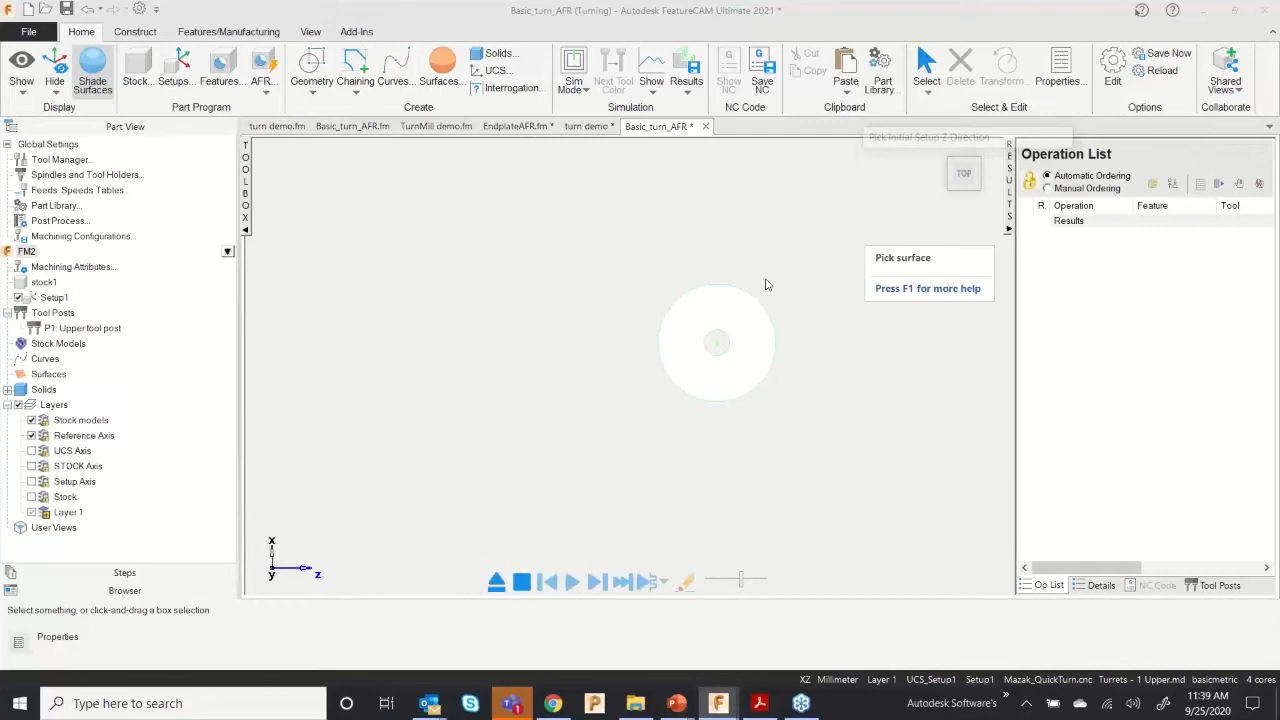 Basic_turn_AFR (Turning) - Autodesk FeatureCAM Ultimate 2021 *
File Home Construct Features/Manufacturing View Add-Ins
Show Hide Shade Surfaces Stock... Setups... Features... AFR... Geometry Chaining Curves... Surfaces... Solids... UCS... Interrogation... Sim Mode Next Tool Color Show Results Show NC Save NC Cut Copy Paste Part Library... Select Delete Transform... Properties... Edit Save Now Reload Shared Views
Display Part Program Create Simulation NC Code Clipboard Select & Edit Options Collaborate
Part View turn demo.fm Basic_turn_AFR.fm TurnMill demo.fm EndplateAFR.fm * turn demo * Basic_turn_AFR *
Pick Initial Setup Z Direction
Global Settings
Tool Manager...
Spindles and Tool Holders...
Feeds Speeds Tables..
Part Library...
Post Process...
Machining Configurations...
FM2
Machining Attributes...
stock1
Setup1
Tool Posts
P1: Upper tool post
Stock Models
Curves
Surfaces
Solids
Layers
Stock models
Reference Axis
UCS Axis
STOCK Axis
Setup Axis
Stock
Layer 1
User Views
Steps
Browser
TOOLBOX
TOP
Pick surface
Press F1 for more help
x
y
z
RESULTS
Operation List
Automatic Ordering
Manual Ordering
R. Operation Feature Tool
Results
Op List Details NC Code Tool Posts
Select something, or click-and-drag a box selection
Properties
XZ Millimeter Layer 1 UCS_Setup1 Setup1 Mazak_QuickTurn.cnc Turrets - 1 Upper.md basicmetric 4 cores
Type here to search
Autodesk Software's
11:39 AM
9/25/2020